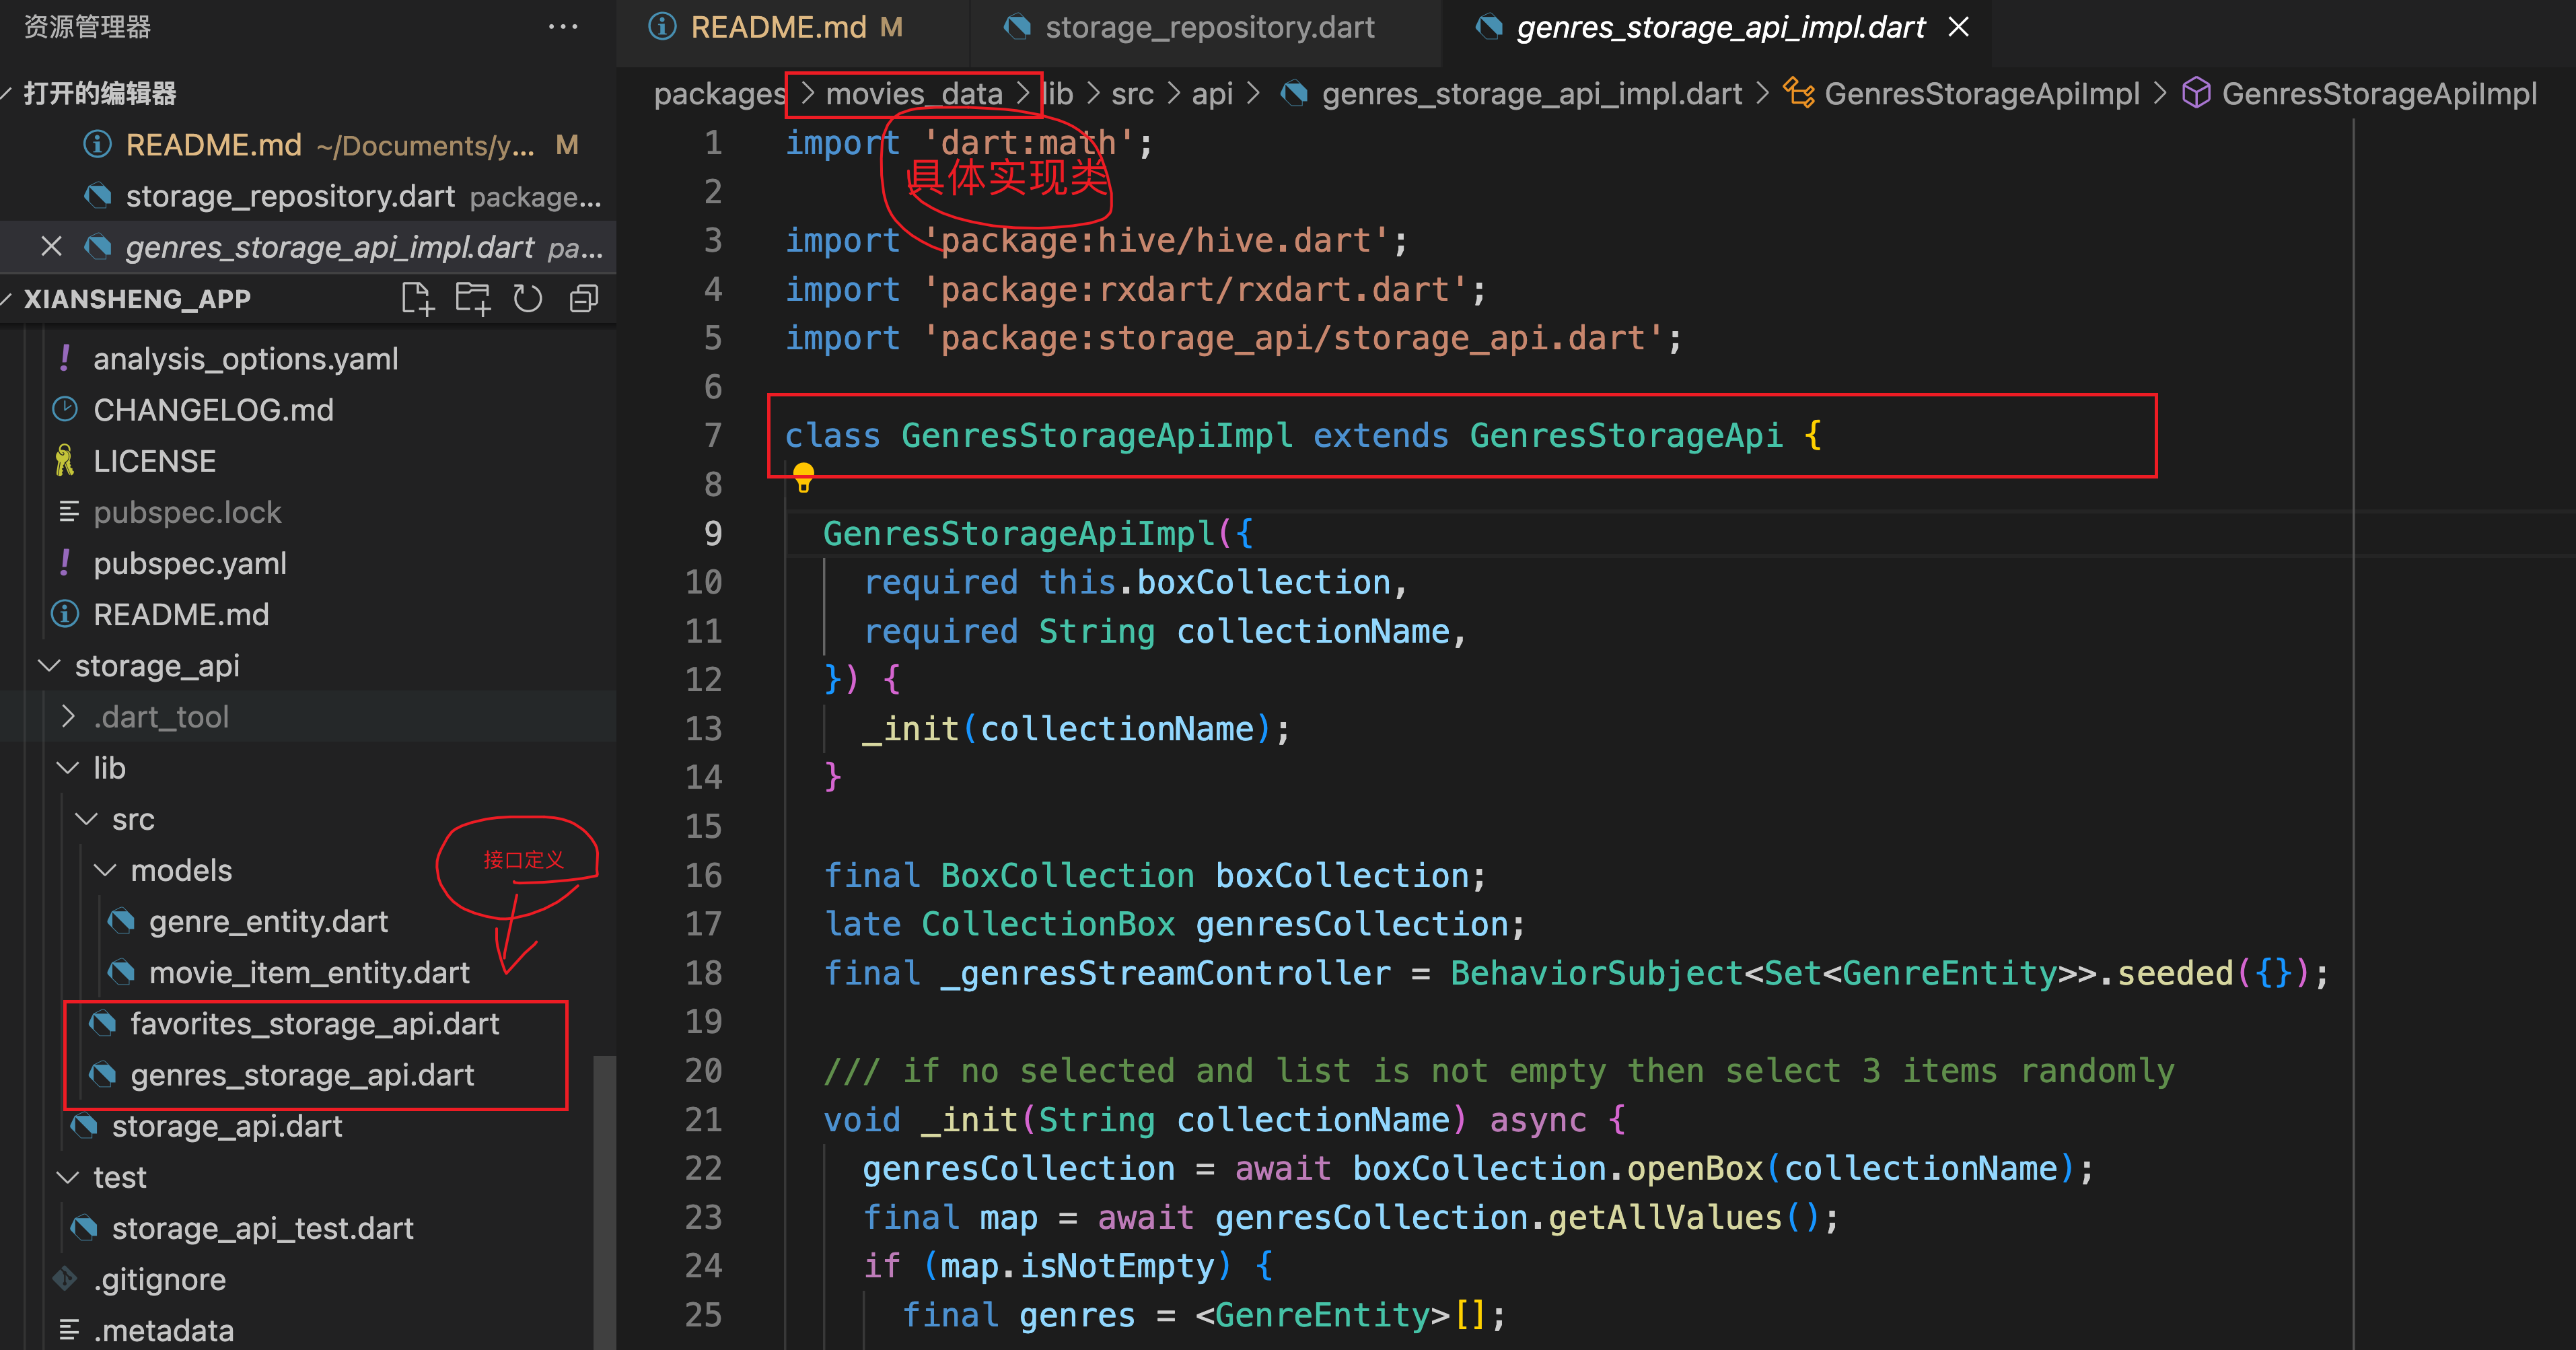 资源管理器
打开的编辑器
README.md ~/Documents/y... M
storage_repository.dart package...
genres_storage_api_impl.dart pa...
XIANSHENG_APP
analysis_options.yaml
CHANGELOG.md
LICENSE
pubspec.lock
pubspec.yaml
README.md
storage_api
.dart_tool
lib
src
接口定义
models
genre_entity.dart
movie_item_entity.dart
favorites_storage_api.dart
genres_storage_api.dart
storage_api.dart
test
storage_api_test.dart
.gitignore
.metadata
README.md M
storage_repository.dart
genres_storage_api_impl.dart
packages > movies_data > lib > src > api > genres_storage_api_impl.dart > GenresStorageApiImpl > GenresStorageApiImpl
1 import 'dart:math';
具体实现类
2
3 import 'package:hive/hive.dart';
4 import 'package:rxdart/rxdart.dart';
5 import 'package:storage_api/storage_api.dart';
6
7 class GenresStorageApiImpl extends GenresStorageApi {
8
9 GenresStorageApiImpl({
10 required this.boxCollection,
11 required String collectionName,
12 }) {
13 _init(collectionName);
14 }
15
16 final BoxCollection boxCollection;
17 late CollectionBox genresCollection;
18 final _genresStreamController = BehaviorSubject<Set<GenreEntity>>.seeded({});
19
20 /// if no selected and list is not empty then select 3 items randomly
21 void _init(String collectionName) async {
22 genresCollection = await boxCollection.openBox(collectionName);
23 final map = await genresCollection.getAllValues();
24 if (map.isNotEmpty) {
25 final genres = <GenreEntity>[];